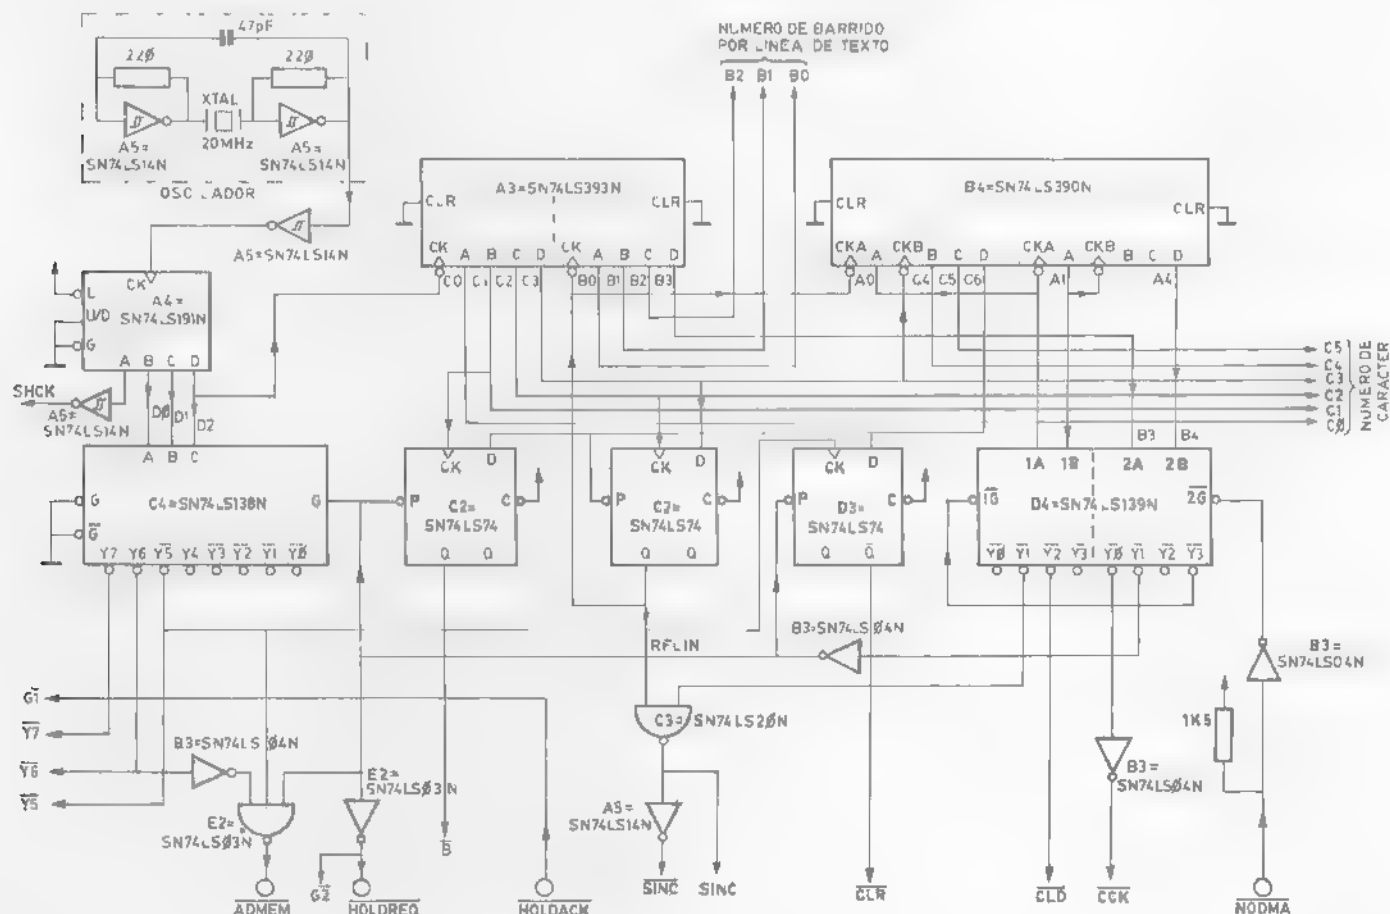 47pF
22Ø
22Ø
XTAL
20MHz
A5=
SN74LS14N
A5=
SN74LS14N
NUMERO DE BARRIDO
POR LINEA DE TEXTO
B2 B1 B0
A3=SN74LS393N
CLR
CLR
CK A B C D CK A B C D
C0 C1 C2 C3 B0 B1 B2 B3
B4=SN74LS390N
CLR
CLR
CKA A CKB B C D CKA A CKB B C D
A0 C4 C5 C6 A1 A4
A5=SN74LS14N
CK
A4=
SN74LS191N
L
U/D
G
A B C D
SHCK
A5=
SN74LS14N
DØ D1 D2
C5
C4
C3
C2
C1
CØ
NUMERO DE
CARACTER
B3 B4
A B C
G
G
C4=SN74LS138N
G
Y7 Y6 Y5 Y4 Y3 Y2 Y1 YØ
CK D
P
C
C2=
SN74LS74
Q Q
CK D
P
C
C2=
SN74LS74
Q Q
CK D
P
C
D3=
SN74LS74
Q Q
1A 1B 2A 2B
1G
D4=SN74LS139N
2G
YØ Y1 Y2 Y3 YØ Y1 Y2 Y3
B3=SN74LSØ4N
B3=
SN74LS04N
1K5
G1
Y7
Y6
Y5
B3=SN74LSØ4N
E2=
SN74LSØ3N
E2=
SN74LSØ3N
C3=SN74LS2ØN
A5=
SN74LS14N
B3=
SN74LSØ4N
ADMEM
G2
HOLDREQ
B
HOLDACK
SINC
SINC
CLR
CLD
CCK
NODMA